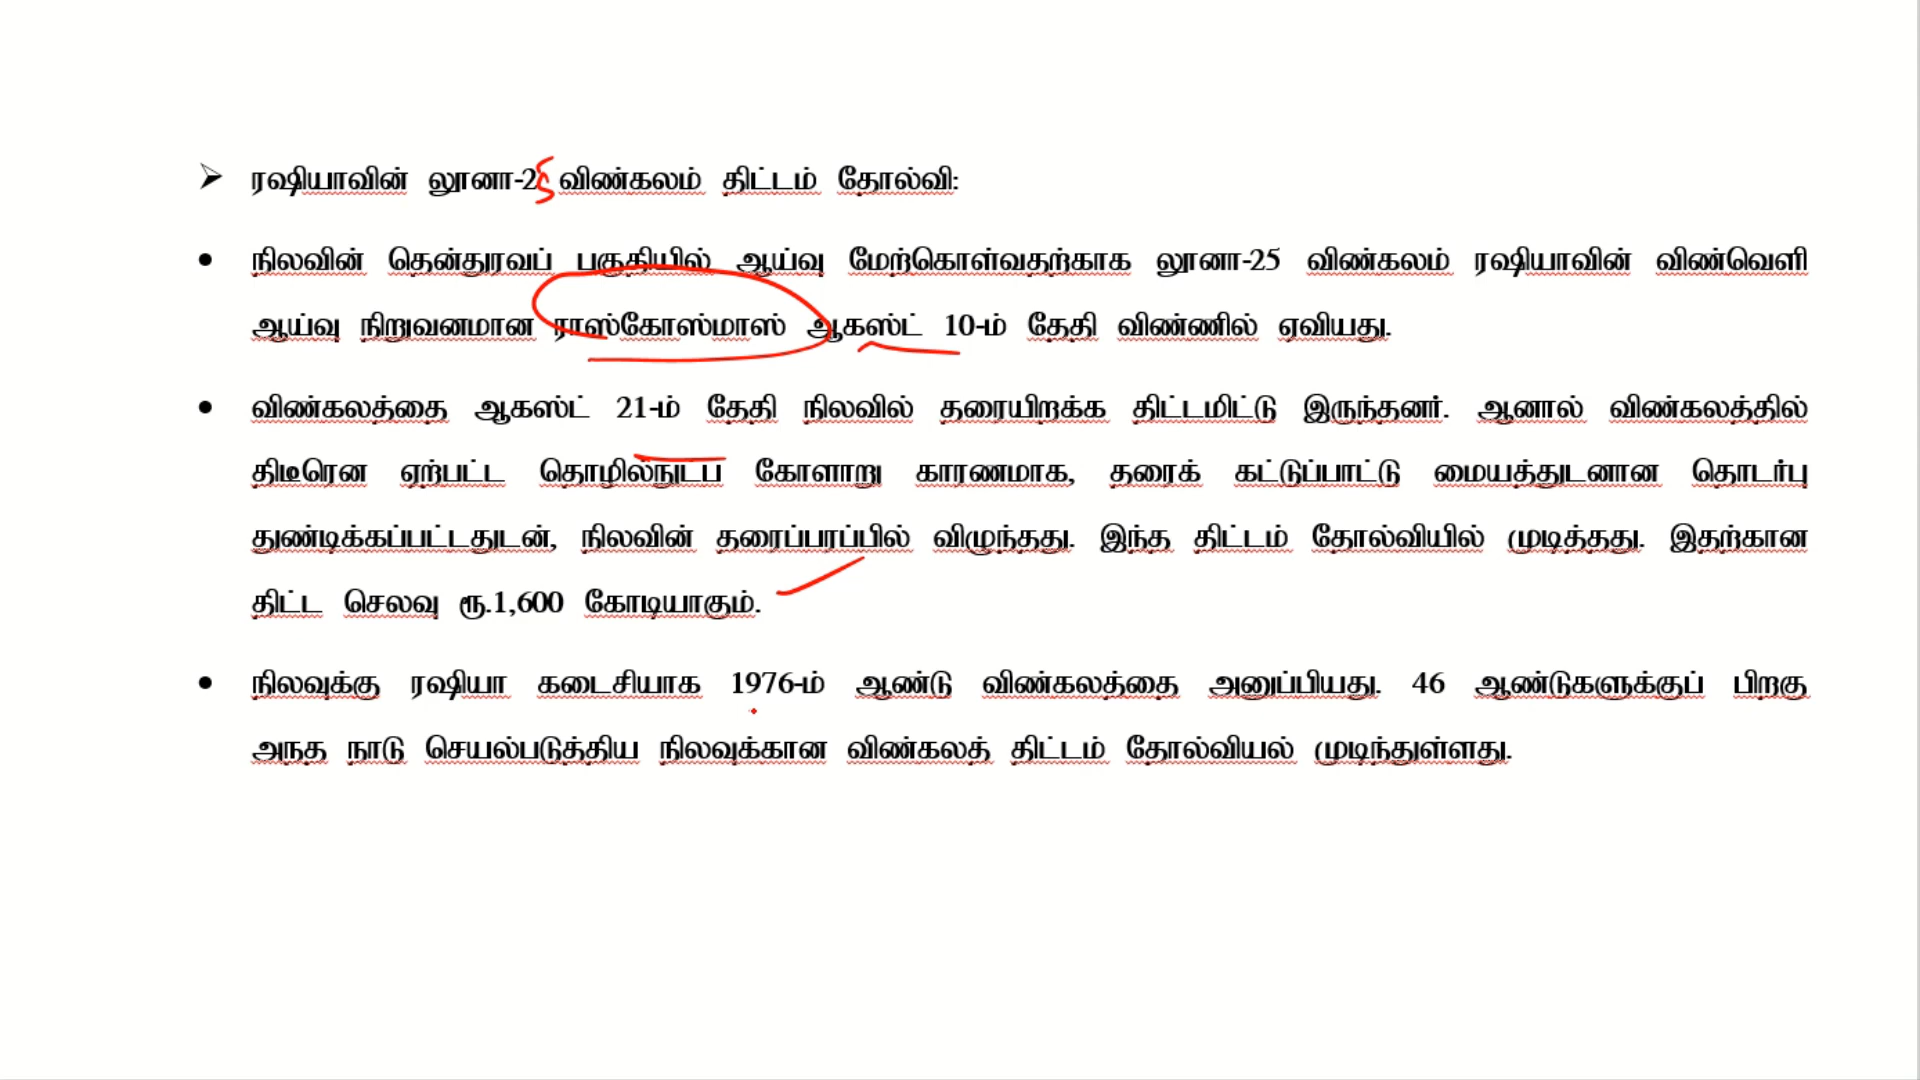 ➢ ரஷியாவின் லூனா-25 விண்கலம் திட்டம் தோல்வி:
• நிலவின் தென்துரவப் பகுதியில் ஆய்வு மேற்கொள்வதற்காக லூனா-25 விண்கலம் ரஷியாவின் விண்வெளி
ஆய்வு நிறுவனமான ராஸ்கோஸ்மாஸ் ஆகஸ்ட் 10-ம் தேதி விண்ணில் ஏவியது.
• விண்கலத்தை ஆகஸ்ட் 21-ம் தேதி நிலவில் தரையிறக்க திட்டமிட்டு இருந்தனர். ஆனால் விண்கலத்தில்
திடீரென ஏற்பட்ட தொழில்நுட்ப கோளாறு காரணமாக, தரைக் கட்டுப்பாட்டு மையத்துடனான தொடர்பு
துண்டிக்கப்பட்டதுடன், நிலவின் தரைப்பரப்பில் விழுந்தது. இந்த திட்டம் தோல்வியில் முடித்தது. இதற்கான
திட்ட செலவு ரூ.1,600 கோடியாகும்.
• நிலவுக்கு ரஷியா கடைசியாக 1976-ம் ஆண்டு விண்கலத்தை அனுப்பியது. 46 ஆண்டுகளுக்குப் பிறகு
அநத நாடு செயல்படுத்திய நிலவுக்கான விண்கலத் திட்டம் தோல்வியல் முடிந்துள்ளது.